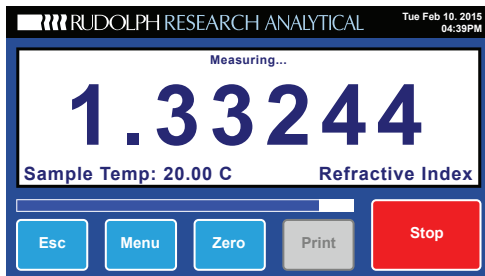 RUDOLPH RESEARCH ANALYTICAL
Tue Feb 10. 2015
04:39PM
Measuring...
1.33244
Sample Temp: 20.00 C Refractive Index
Esc Menu Zero Print Stop